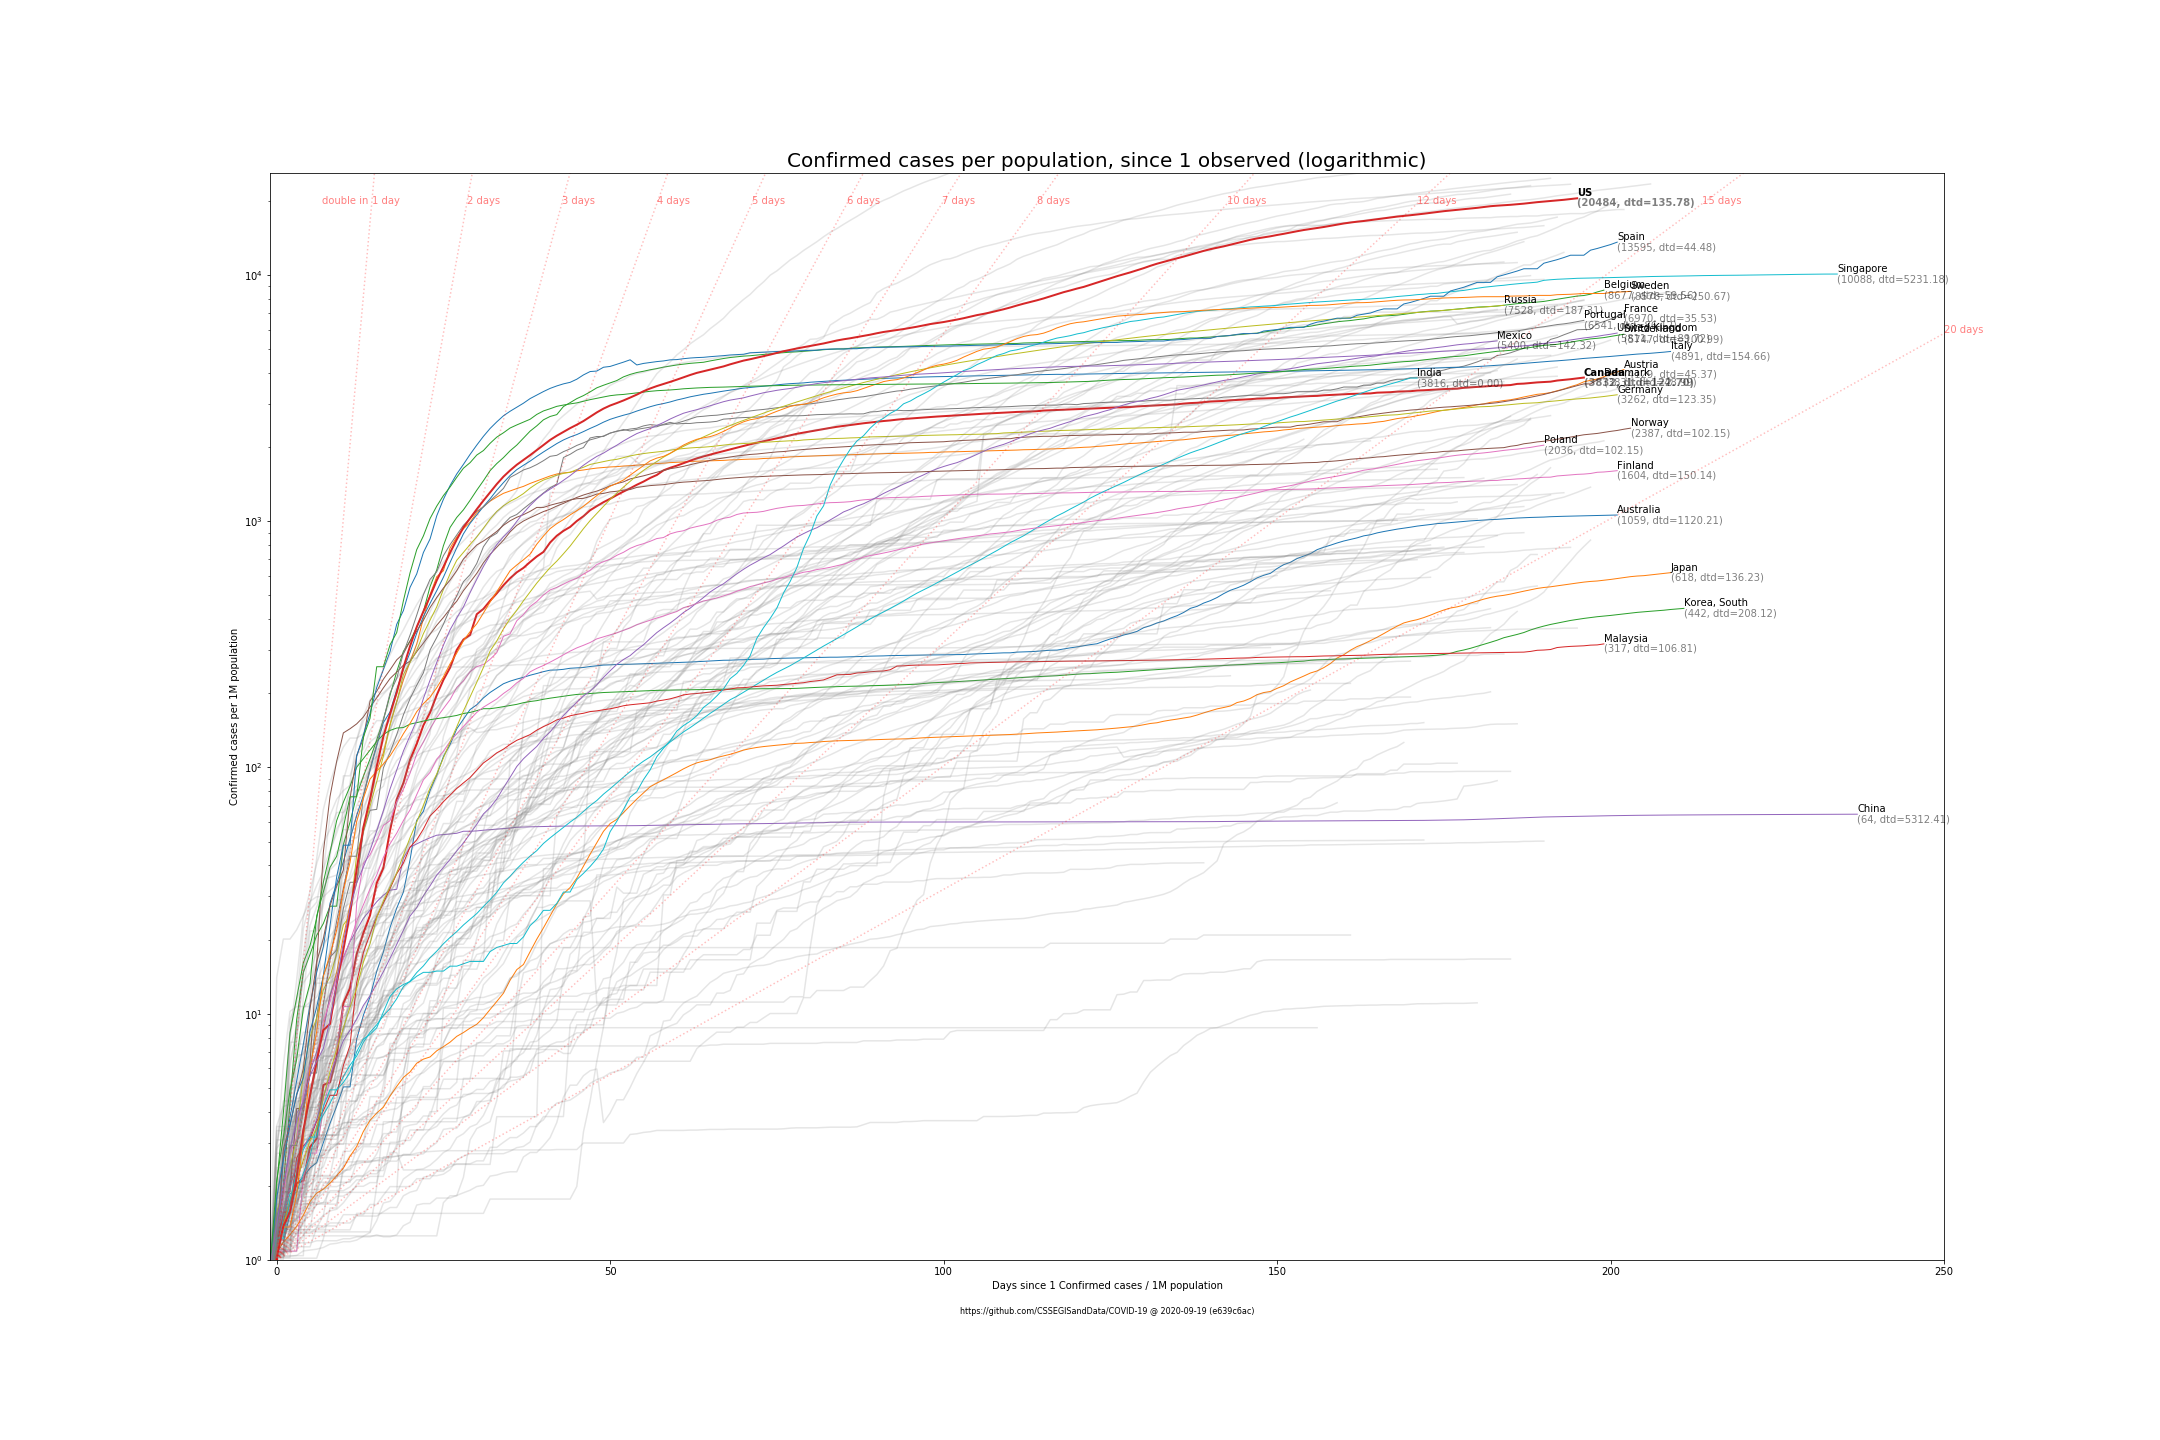 Confirmed cases per population, since 1 observed (logarithmic)
double in 1 day
2 days
3 days
4 days
5 days
6 days
7 days
8 days
10 days
12 days
15 days
20 days
US
(20484, dtd=135.78)
Spain
(13595, dtd=44.48)
Singapore
(10088, dtd=5231.18)
Belgium
(8677, dtd=59.56)
Sweden
Russia
(7528, dtd=187.31)
France
(6970, dtd=35.53)
Portugal
Mexico
(5400, dtd=142.32)
United Kingdom
Switzerland
Italy
(4891, dtd=154.66)
Austria
India
(3816, dtd=0.00)
Canada
Denmark
Germany
(3262, dtd=123.35)
Norway
(2387, dtd=102.15)
Poland
(2036, dtd=102.15)
Finland
(1604, dtd=150.14)
Australia
(1059, dtd=1120.21)
Japan
(618, dtd=136.23)
Korea, South
(442, dtd=208.12)
Malaysia
(317, dtd=106.81)
China
(64, dtd=5312.41)
Confirmed cases per 1M population
10⁴
10³
10²
10¹
10⁰
0
50
100
150
200
250
Days since 1 Confirmed cases / 1M population
https://github.com/CSSEGISandData/COVID-19 @ 2020-09-19 (e639c6ac)